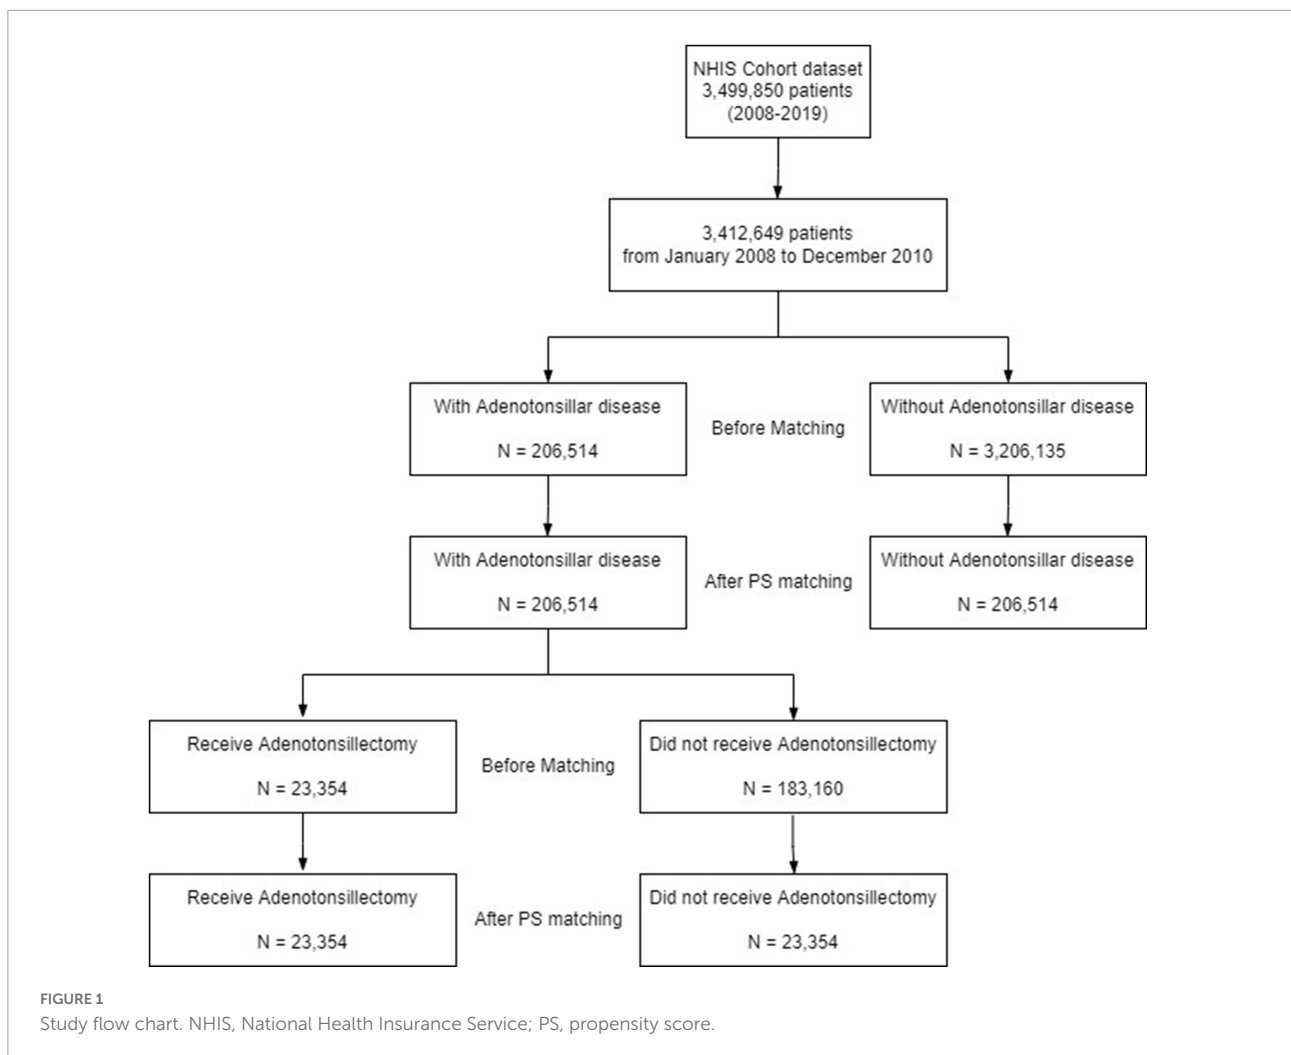 NHIS Cohort dataset
3,499,850 patients
(2008-2019)
3,412,649 patients
from January 2008 to December 2010
With Adenotonsillar disease
N = 206,514
Before Matching
Without Adenotonsillar disease
N = 3,206,135
With Adenotonsillar disease
N = 206,514
After PS matching
Without Adenotonsillar disease
N = 206,514
Receive Adenotonsillectomy
N = 23,354
Before Matching
Did not receive Adenotonsillectomy
N = 183,160
Receive Adenotonsillectomy
N = 23,354
After PS matching
Did not receive Adenotonsillectomy
N = 23,354
FIGURE 1
Study flow chart. NHIS, National Health Insurance Service; PS, propensity score.